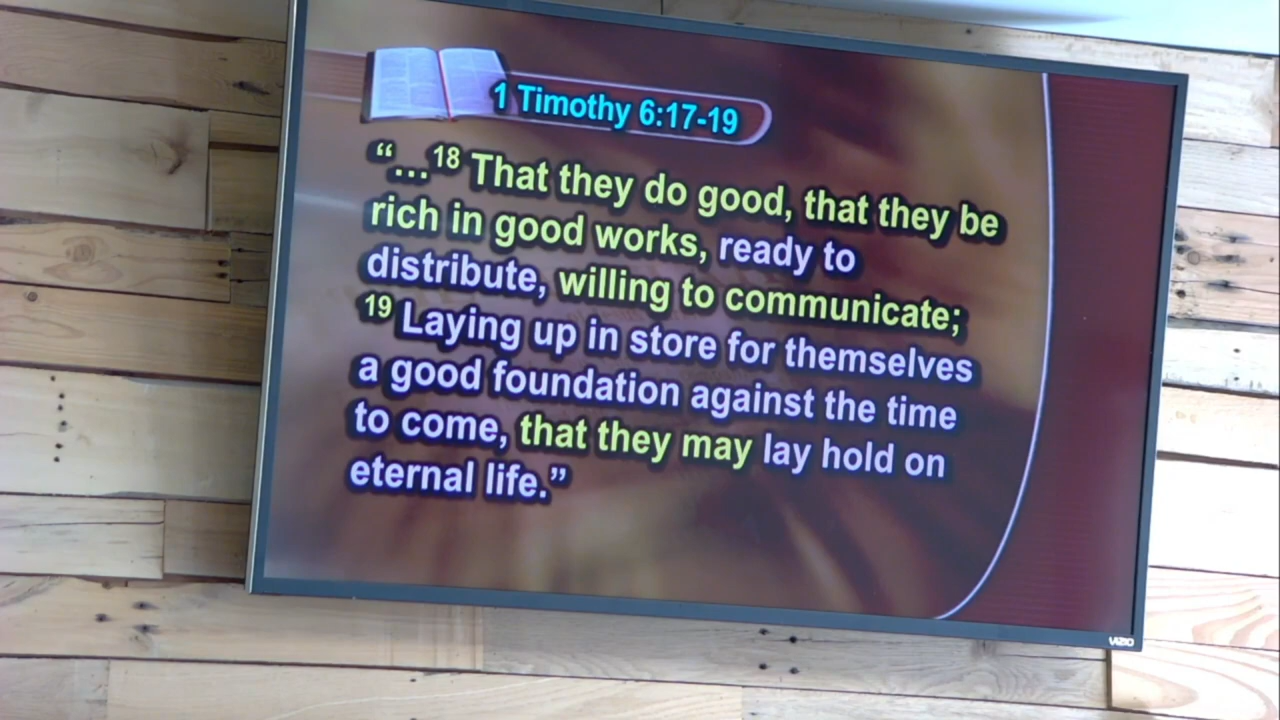 1 Timothy 6:17-19
“...18 That they do good, that they be
rich in good works, ready to
distribute, willing to communicate;
19 Laying up in store for themselves
a good foundation against the time
to come, that they may lay hold on
eternal life.”
VIZIO